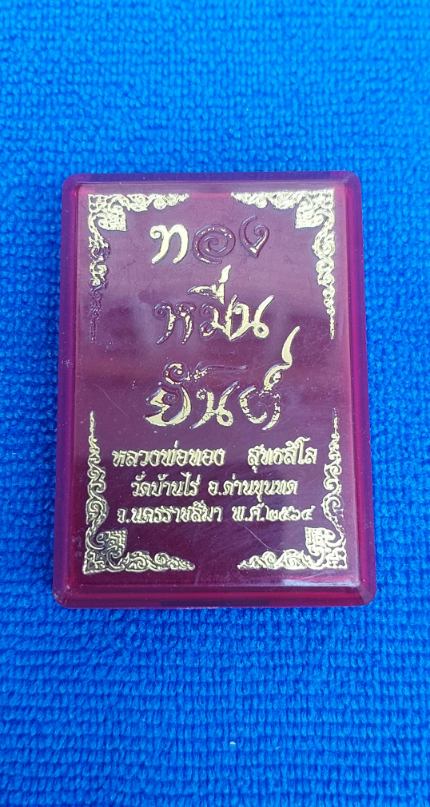 ทอง
หมื่น
ยันต์
หลวงพ่อทอง สุทธสีโล
วัดบ้านไร่ อ.ด่านขุนทด
จ.นครราชสีมา พ.ศ.๒๕๖๔